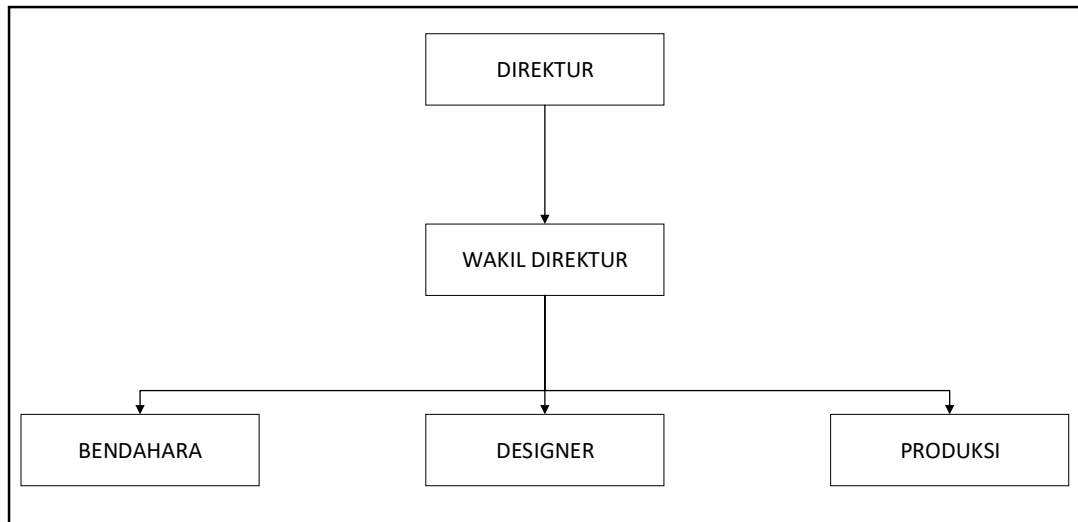 DIREKTUR
WAKIL DIREKTUR
BENDAHARA
DESIGNER
PRODUKSI